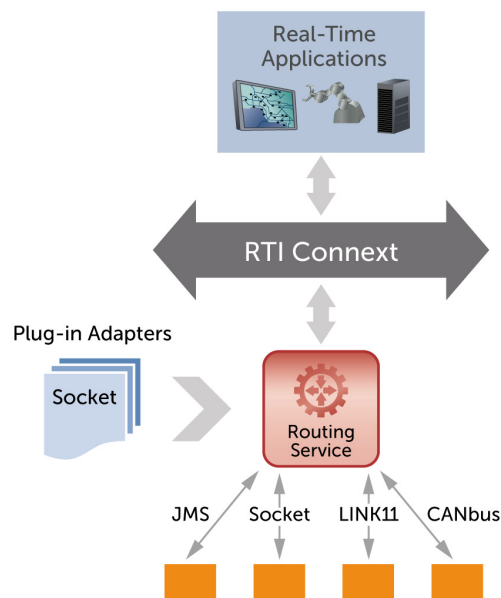 Real-Time
Applications
RTI Connext
Plug-in Adapters
Socket
Routing
Service
JMS
Socket
LINK11
CANbus